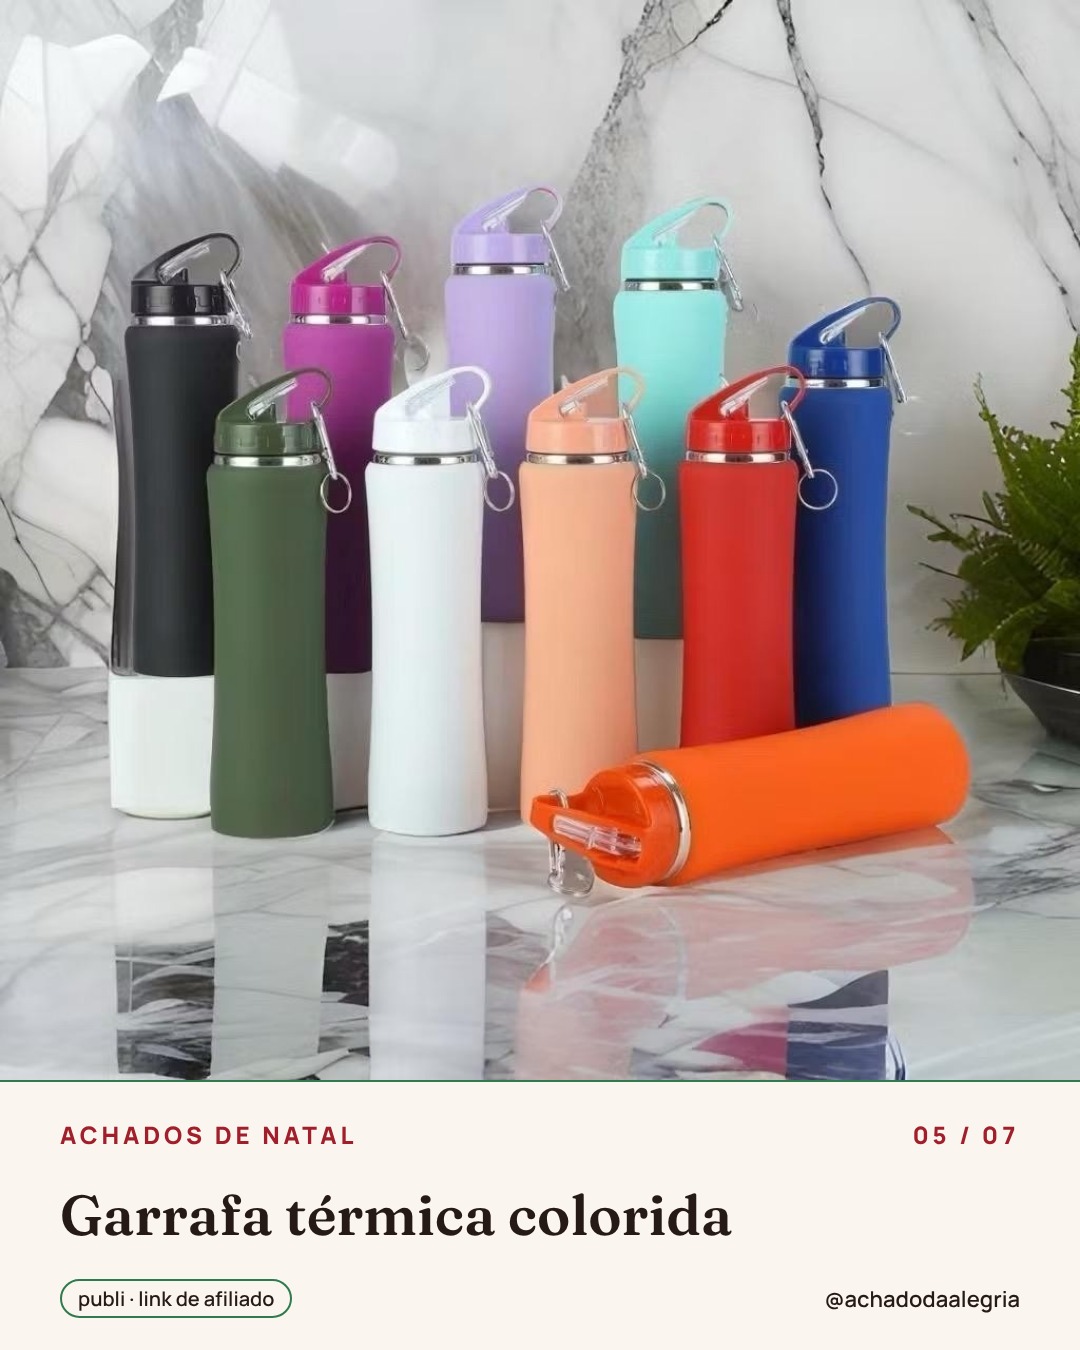 ACHADOS DE NATAL
05 / 07
Garrafa térmica colorida
publi · link de afiliado
@achadodaalegria